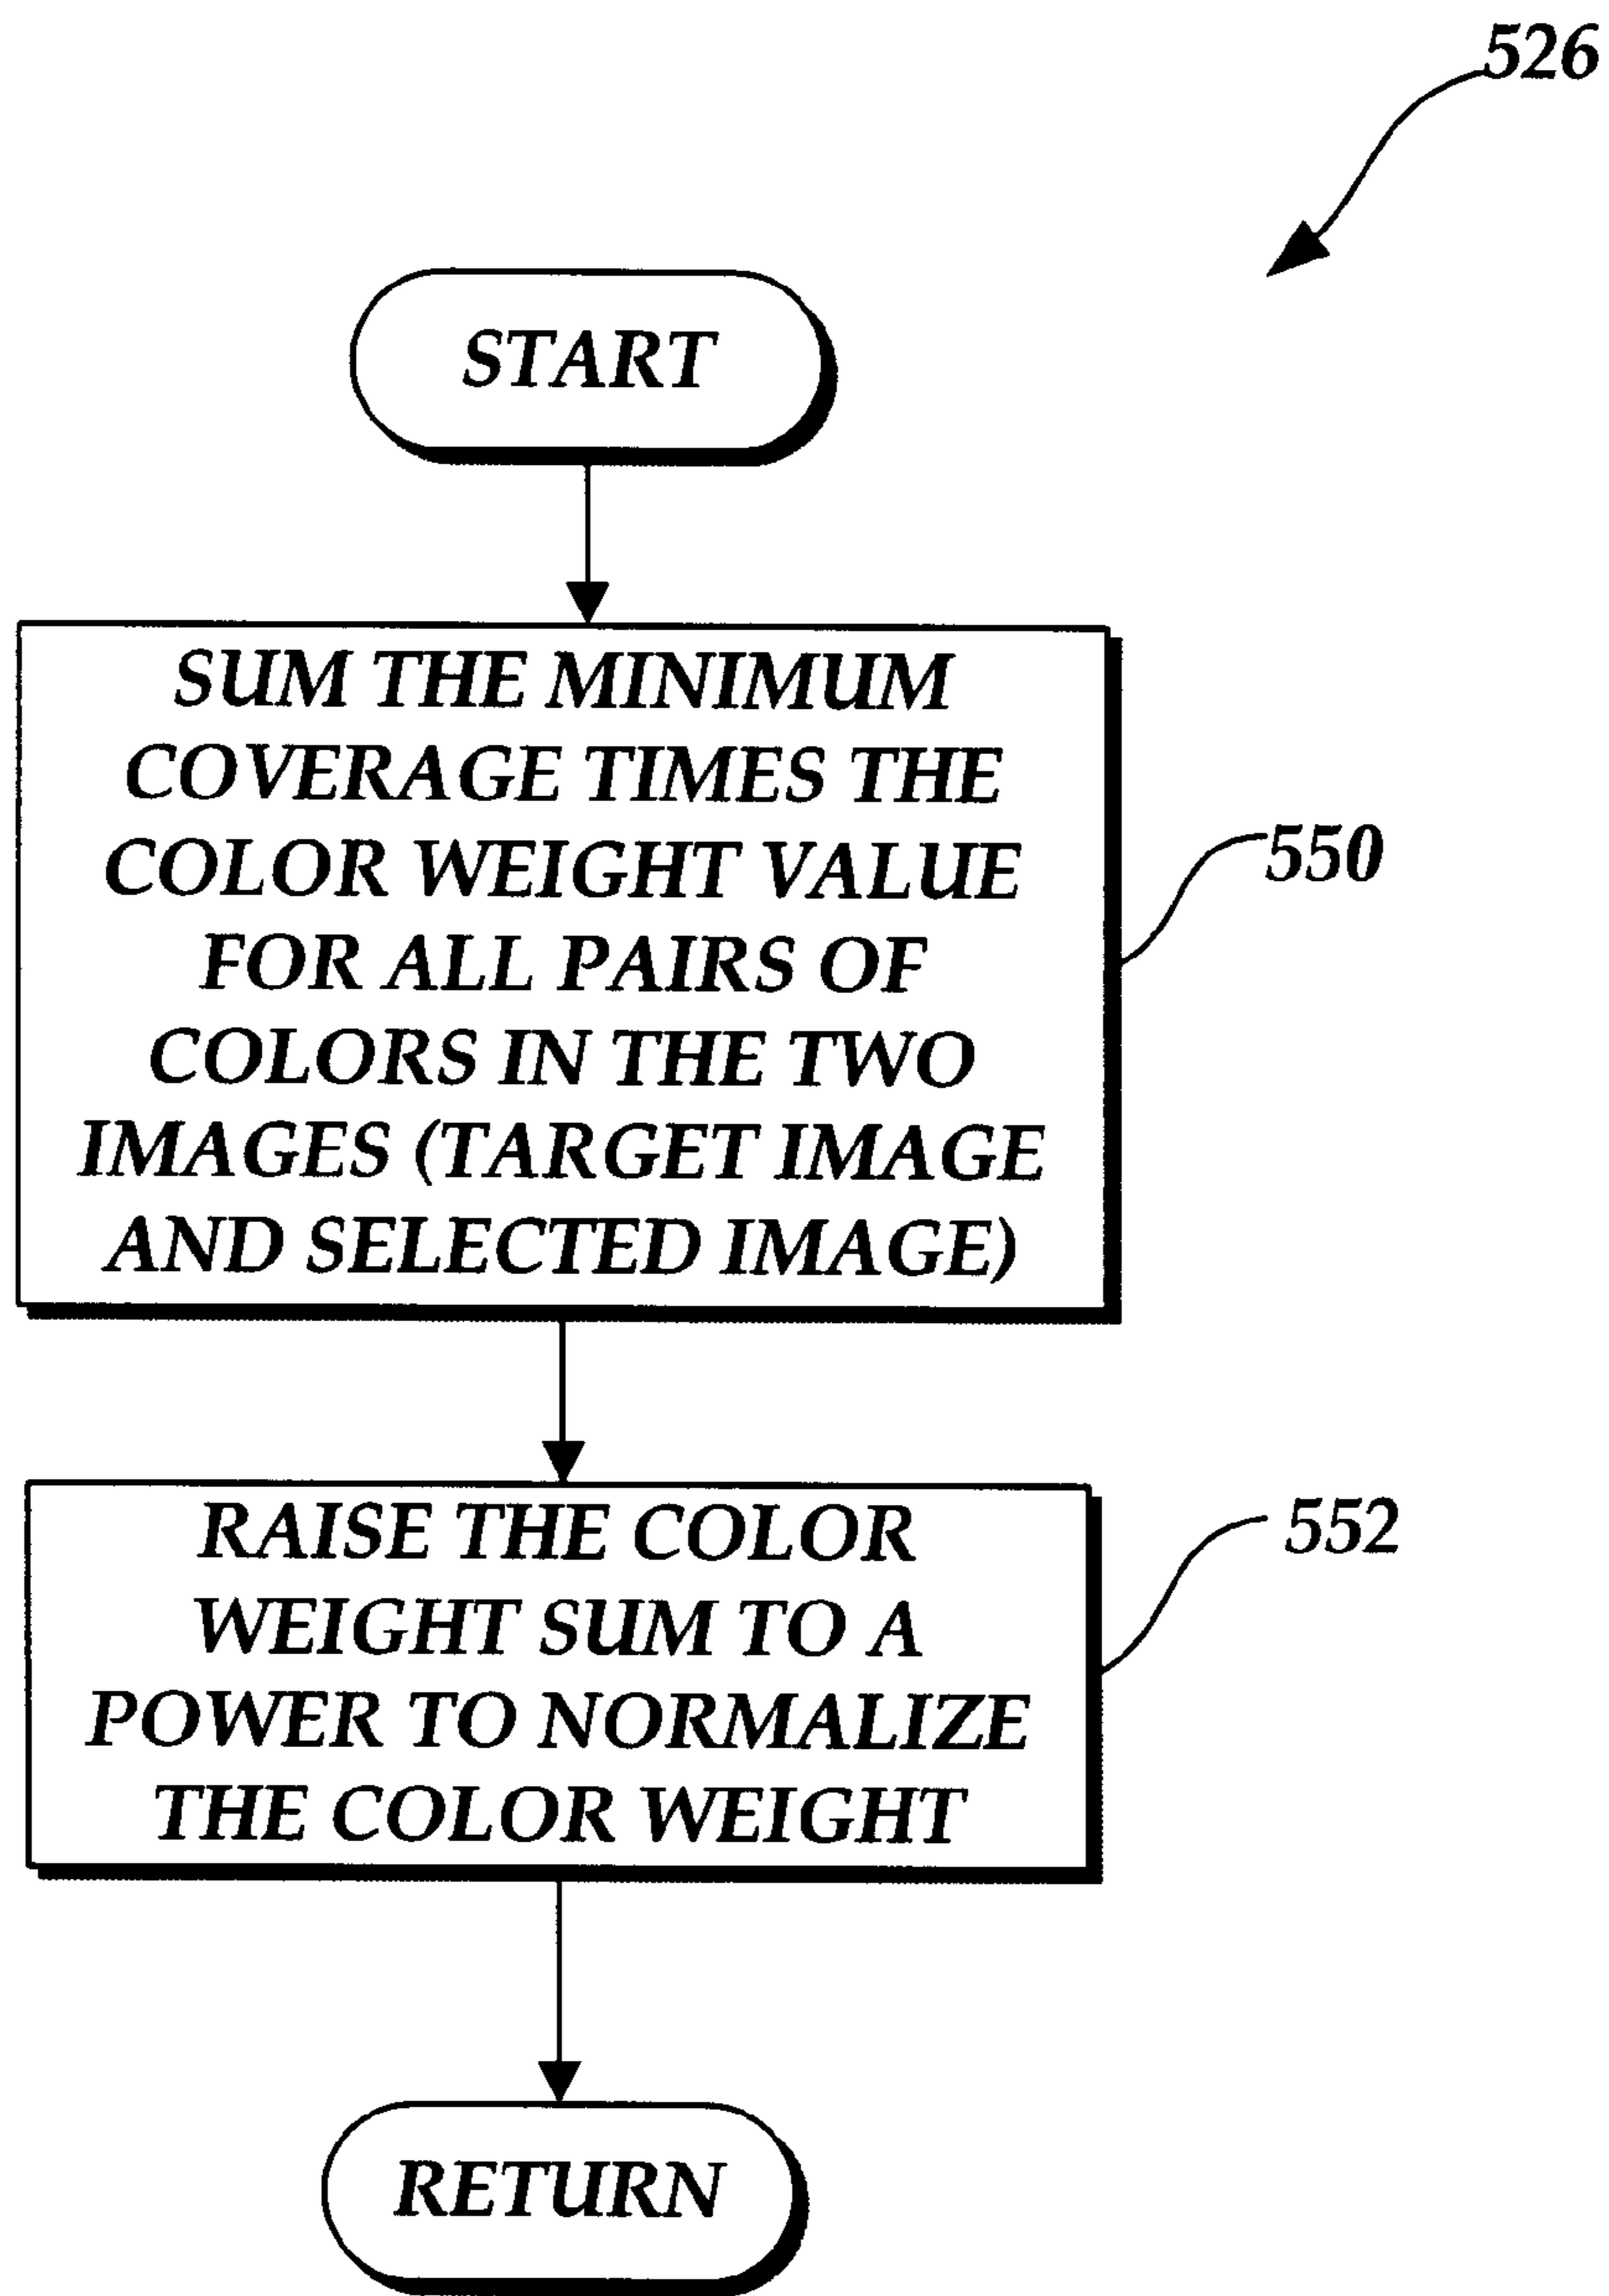 526
START
SUM THE MINIMUM
COVERAGE TIMES THE
COLOR WEIGHT VALUE
FOR ALL PAIRS OF
COLORS IN THE TWO
IMAGES (TARGET IMAGE
AND SELECTED IMAGE)
550
RAISE THE COLOR
WEIGHT SUM TO A
POWER TO NORMALIZE
THE COLOR WEIGHT
552
RETURN